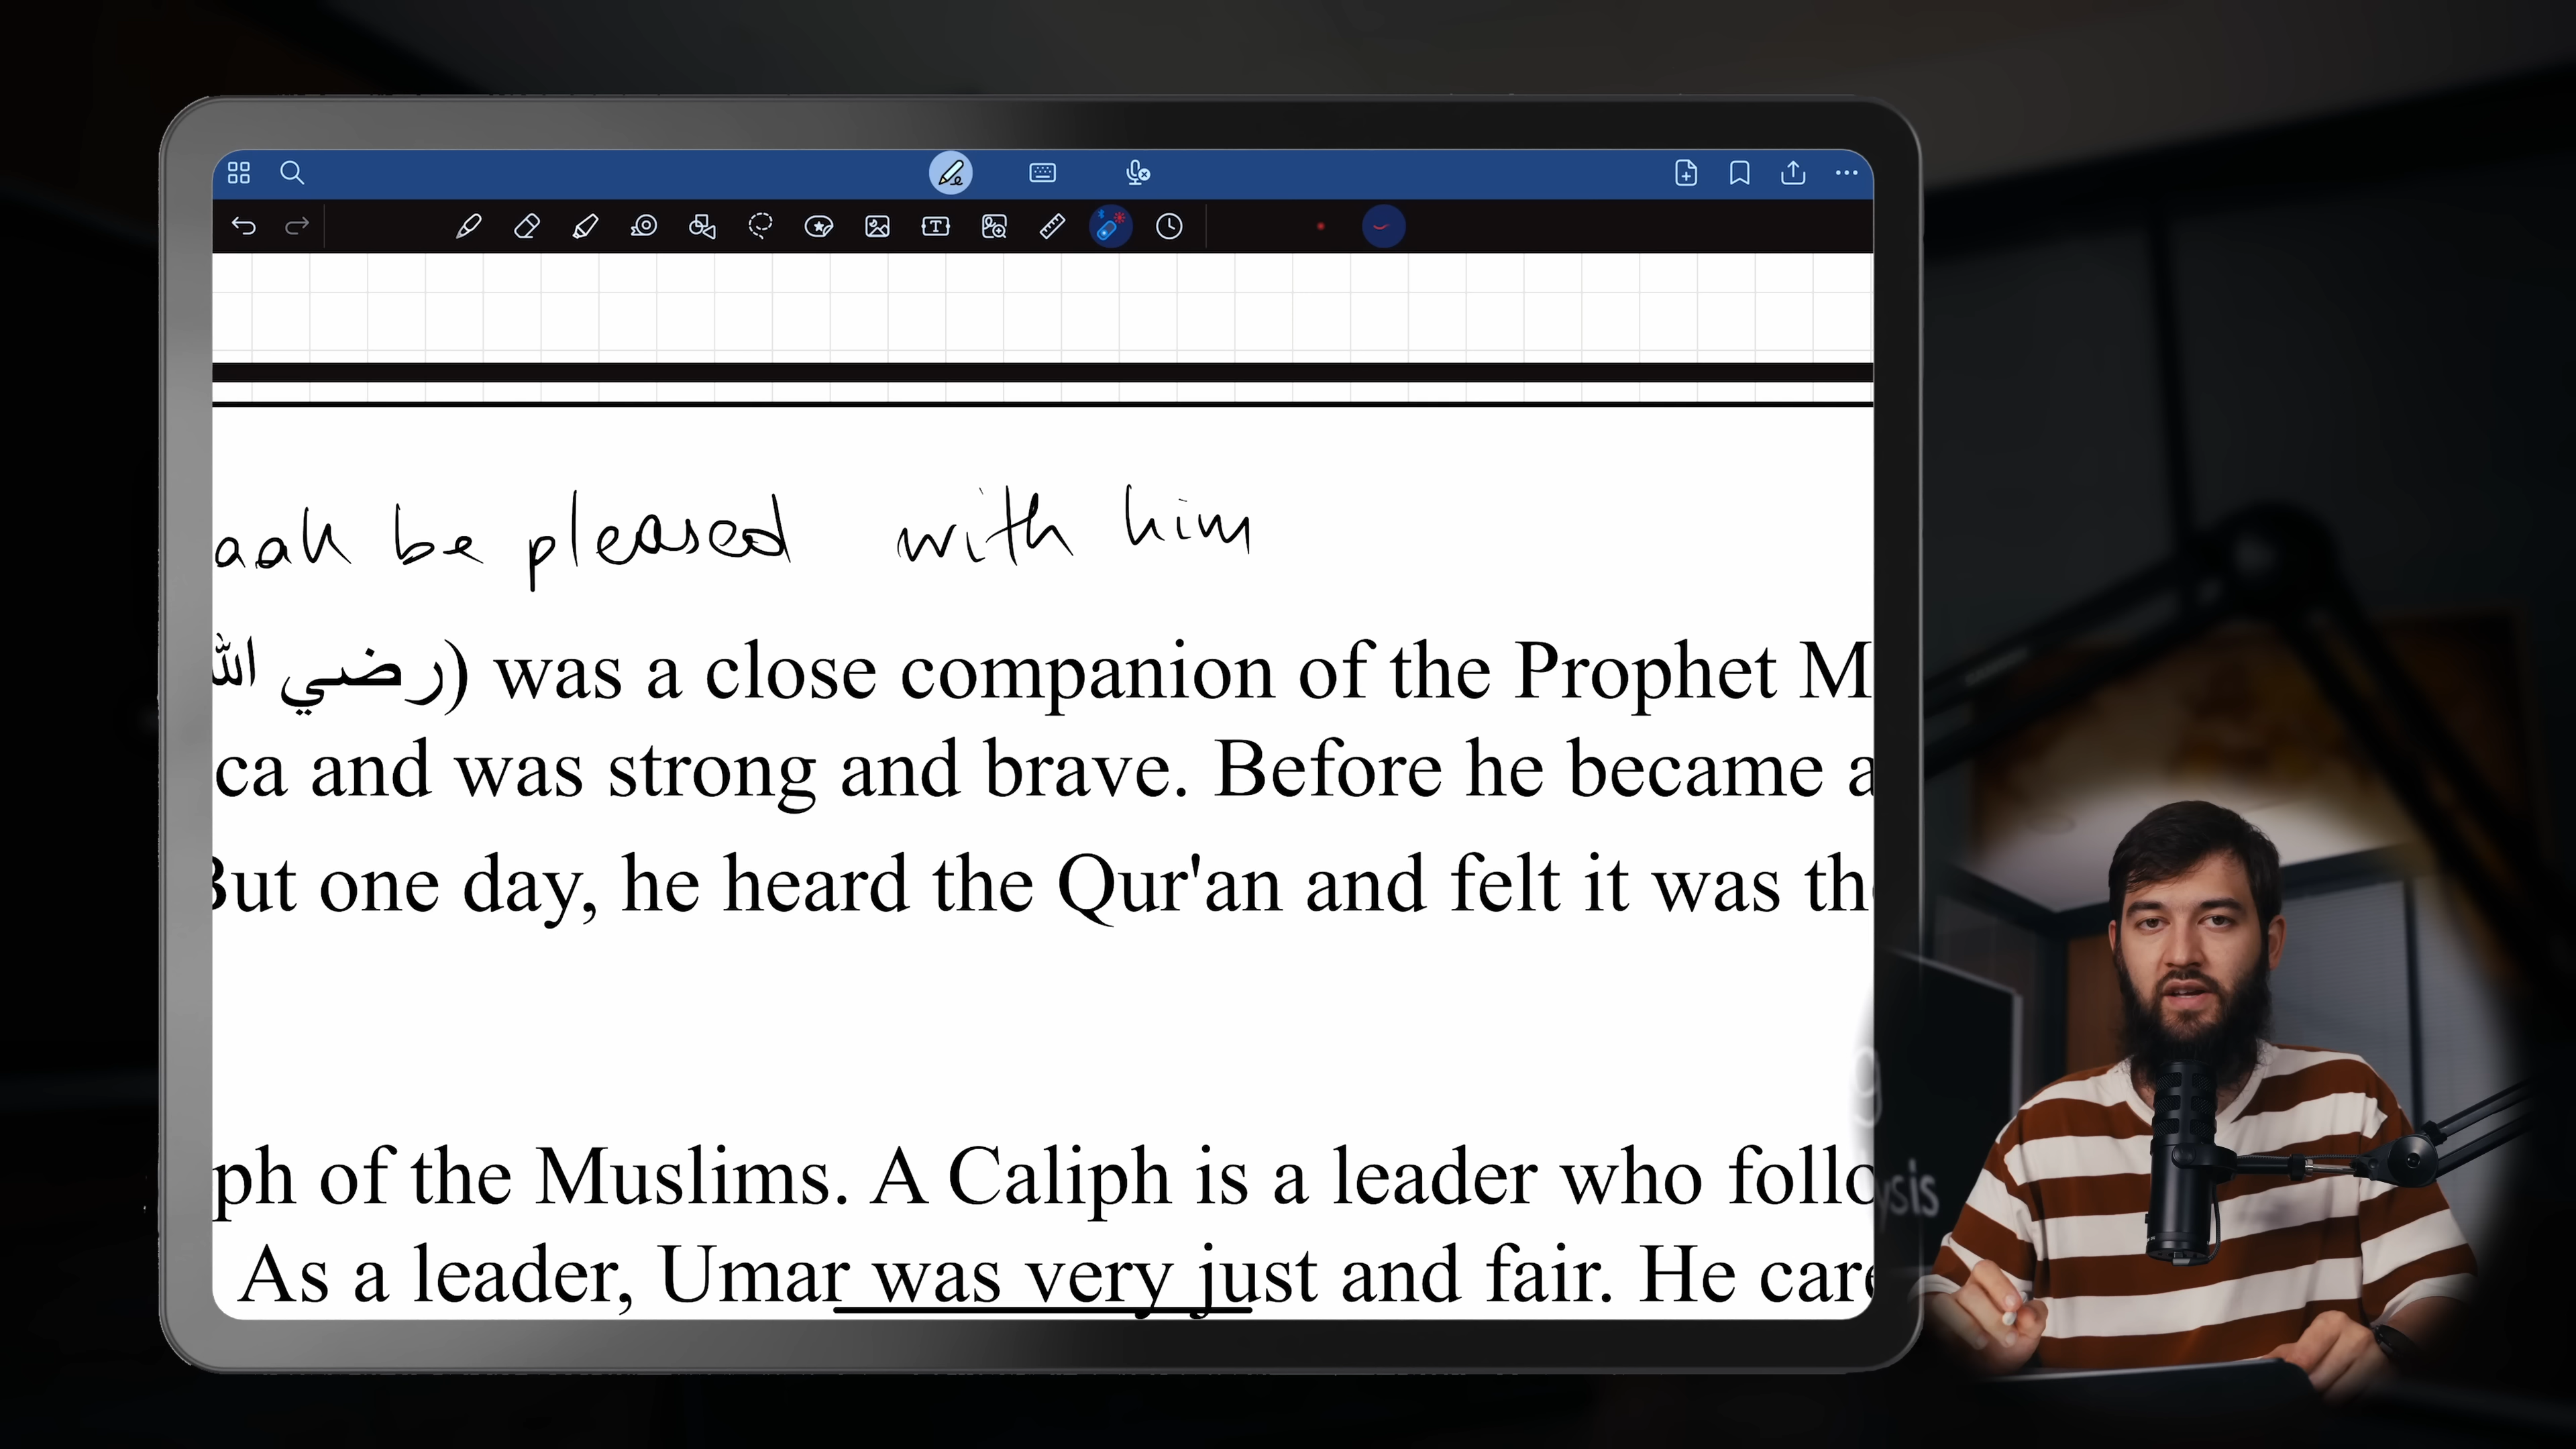 aah be pleased with him
(رضي الله was a close companion of the Prophet M
ca and was strong and brave. Before he became a
But one day, he heard the Qur'an and felt it was the
ph of the Muslims. A Caliph is a leader who follo
As a leader, Umar was very just and fair. He care
ysis